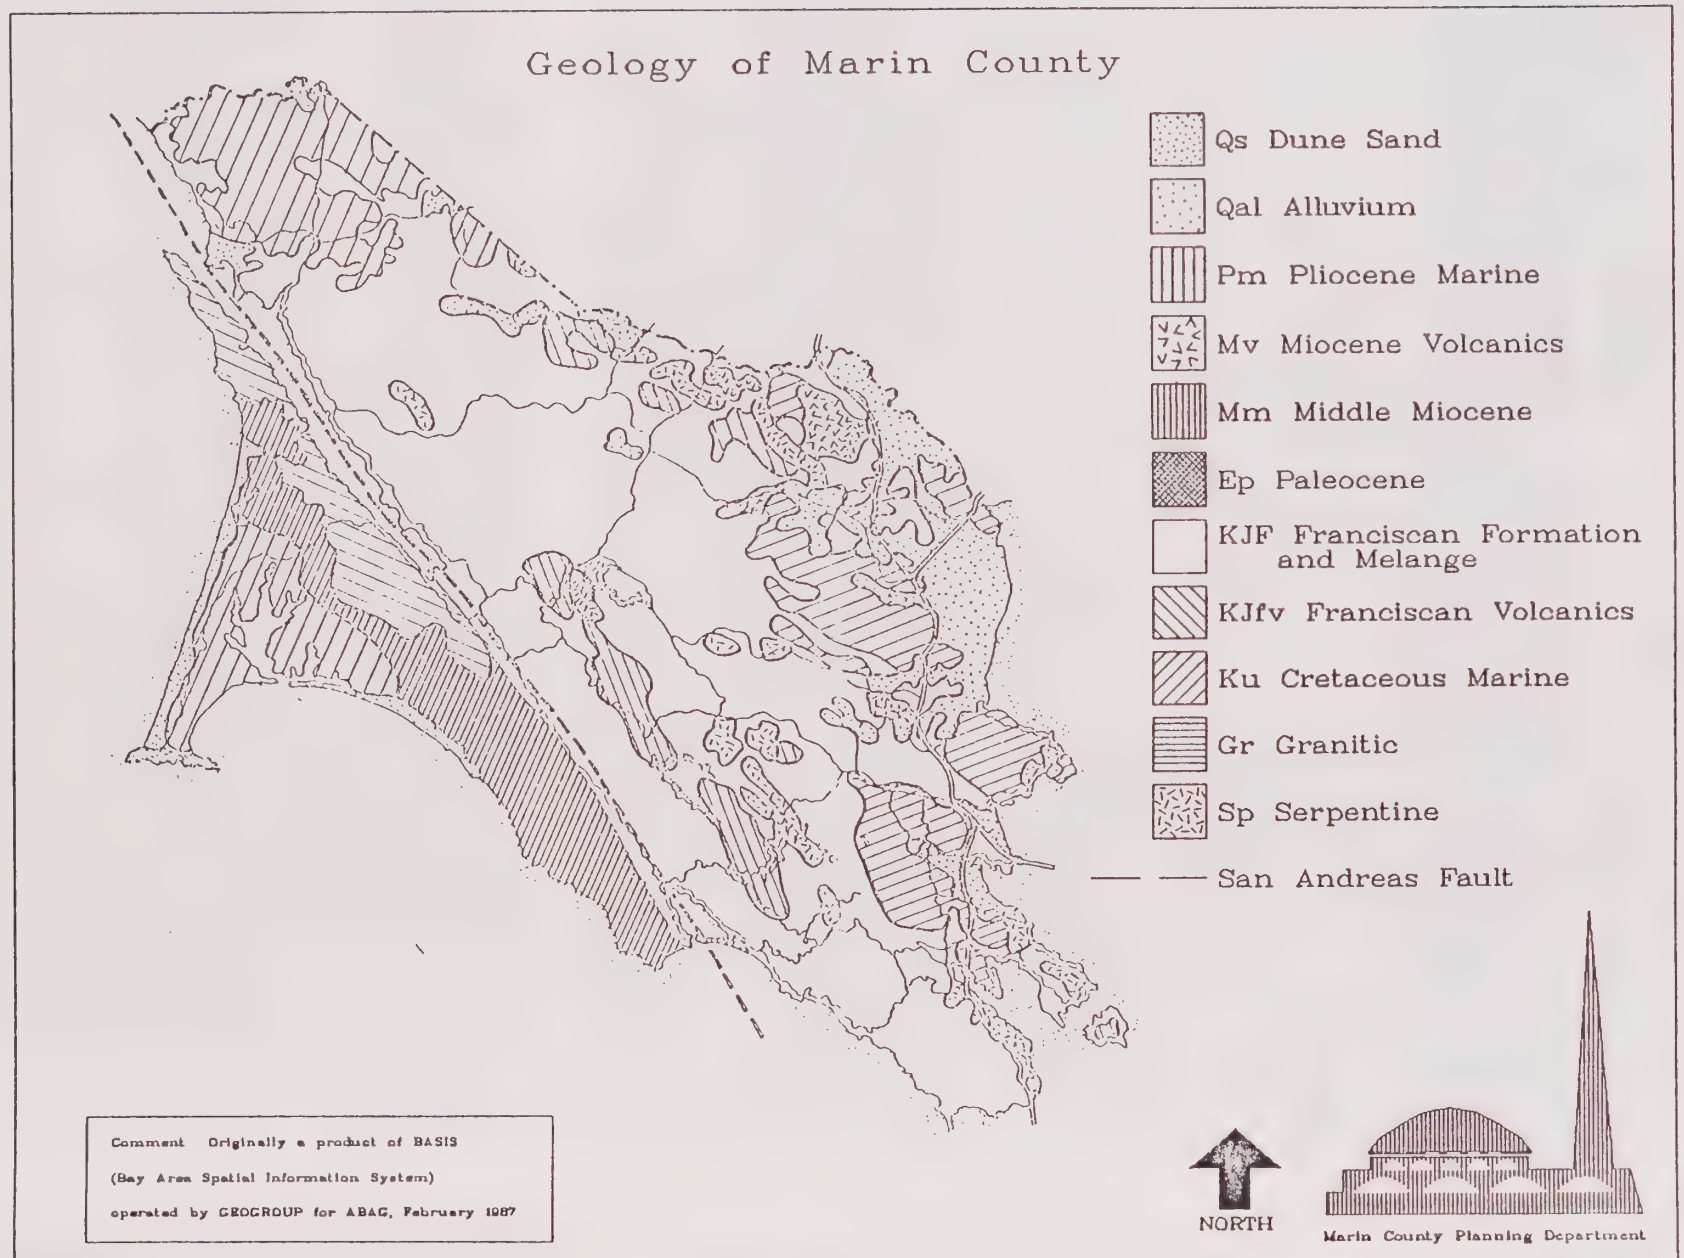 Geology of Marin County
Qs Dune Sand
Qal Alluvium
Pm Pliocene Marine
Mv Miocene Volcanics
Mm Middle Miocene
Ep Paleocene
KJF Franciscan Formation
and Melange
KJfv Franciscan Volcanics
Ku Cretaceous Marine
Gr Granitic
Sp Serpentine
San Andreas Fault
Comment Originally a product of BASIS
(Bay Area Spatial Information System)
operated by GEOGROUP for ABAG, February 1987
NORTH
Marin County Planning Department